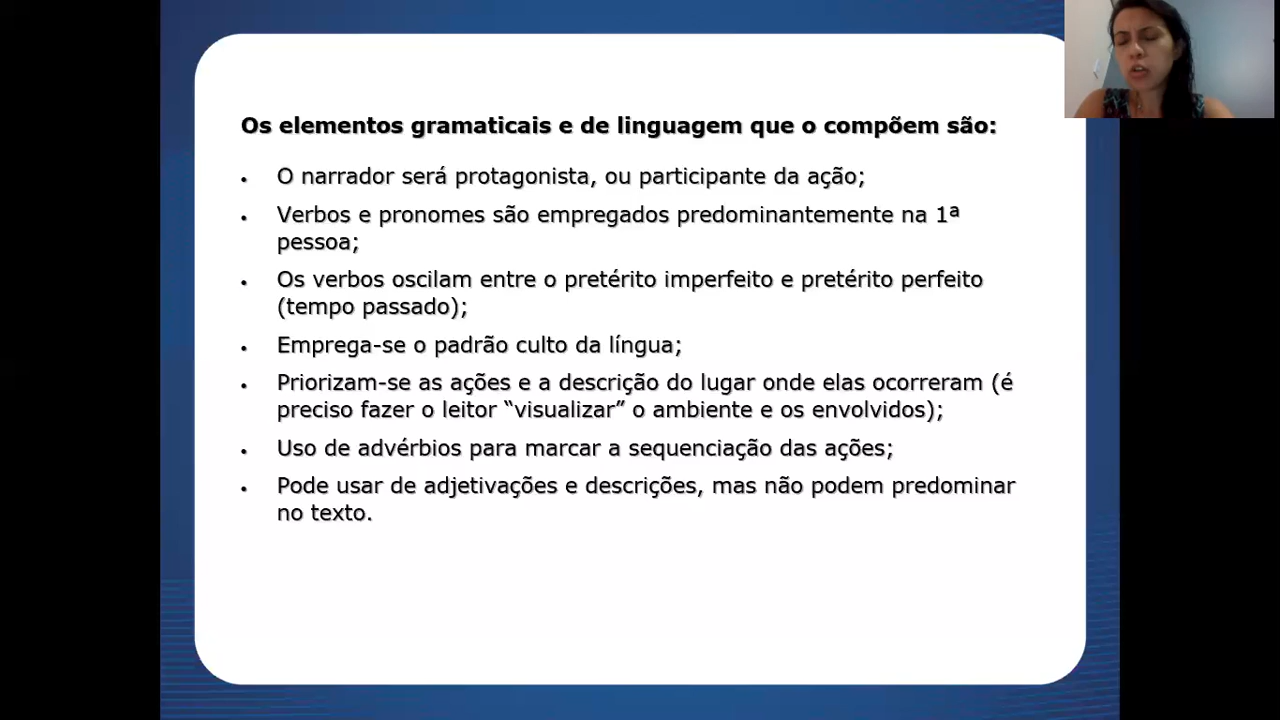 Os elementos gramaticais e de linguagem que o compõem são:
• O narrador será protagonista, ou participante da ação;
• Verbos e pronomes são empregados predominantemente na 1ª
pessoa;
• Os verbos oscilam entre o pretérito imperfeito e pretérito perfeito
(tempo passado);
• Emprega-se o padrão culto da língua;
• Priorizam-se as ações e a descrição do lugar onde elas ocorreram (é
preciso fazer o leitor “visualizar” o ambiente e os envolvidos);
• Uso de advérbios para marcar a sequenciação das ações;
• Pode usar de adjetivações e descrições, mas não podem predominar
no texto.